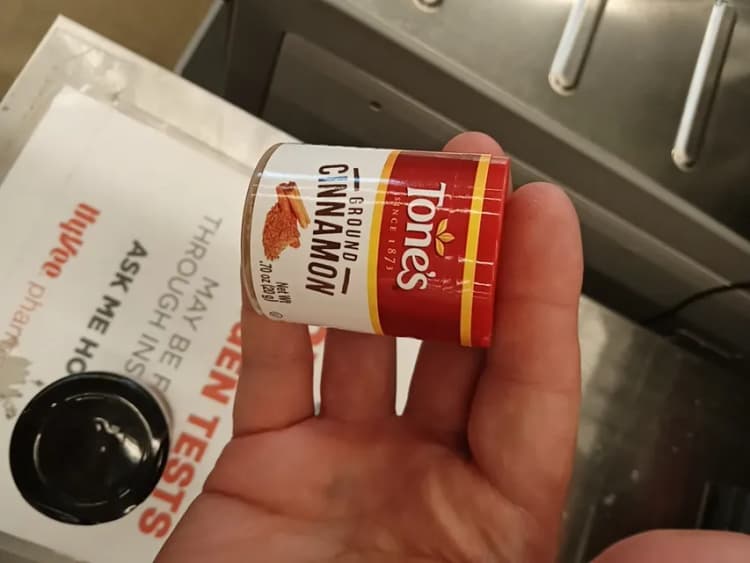 Tone's
SINCE 1873
GROUND
CINNAMON
Net Wt
.70 oz (20 g)
HyVee pharm
ASK ME HO
THROUGH INS
MAY BE F
GEN TESTS